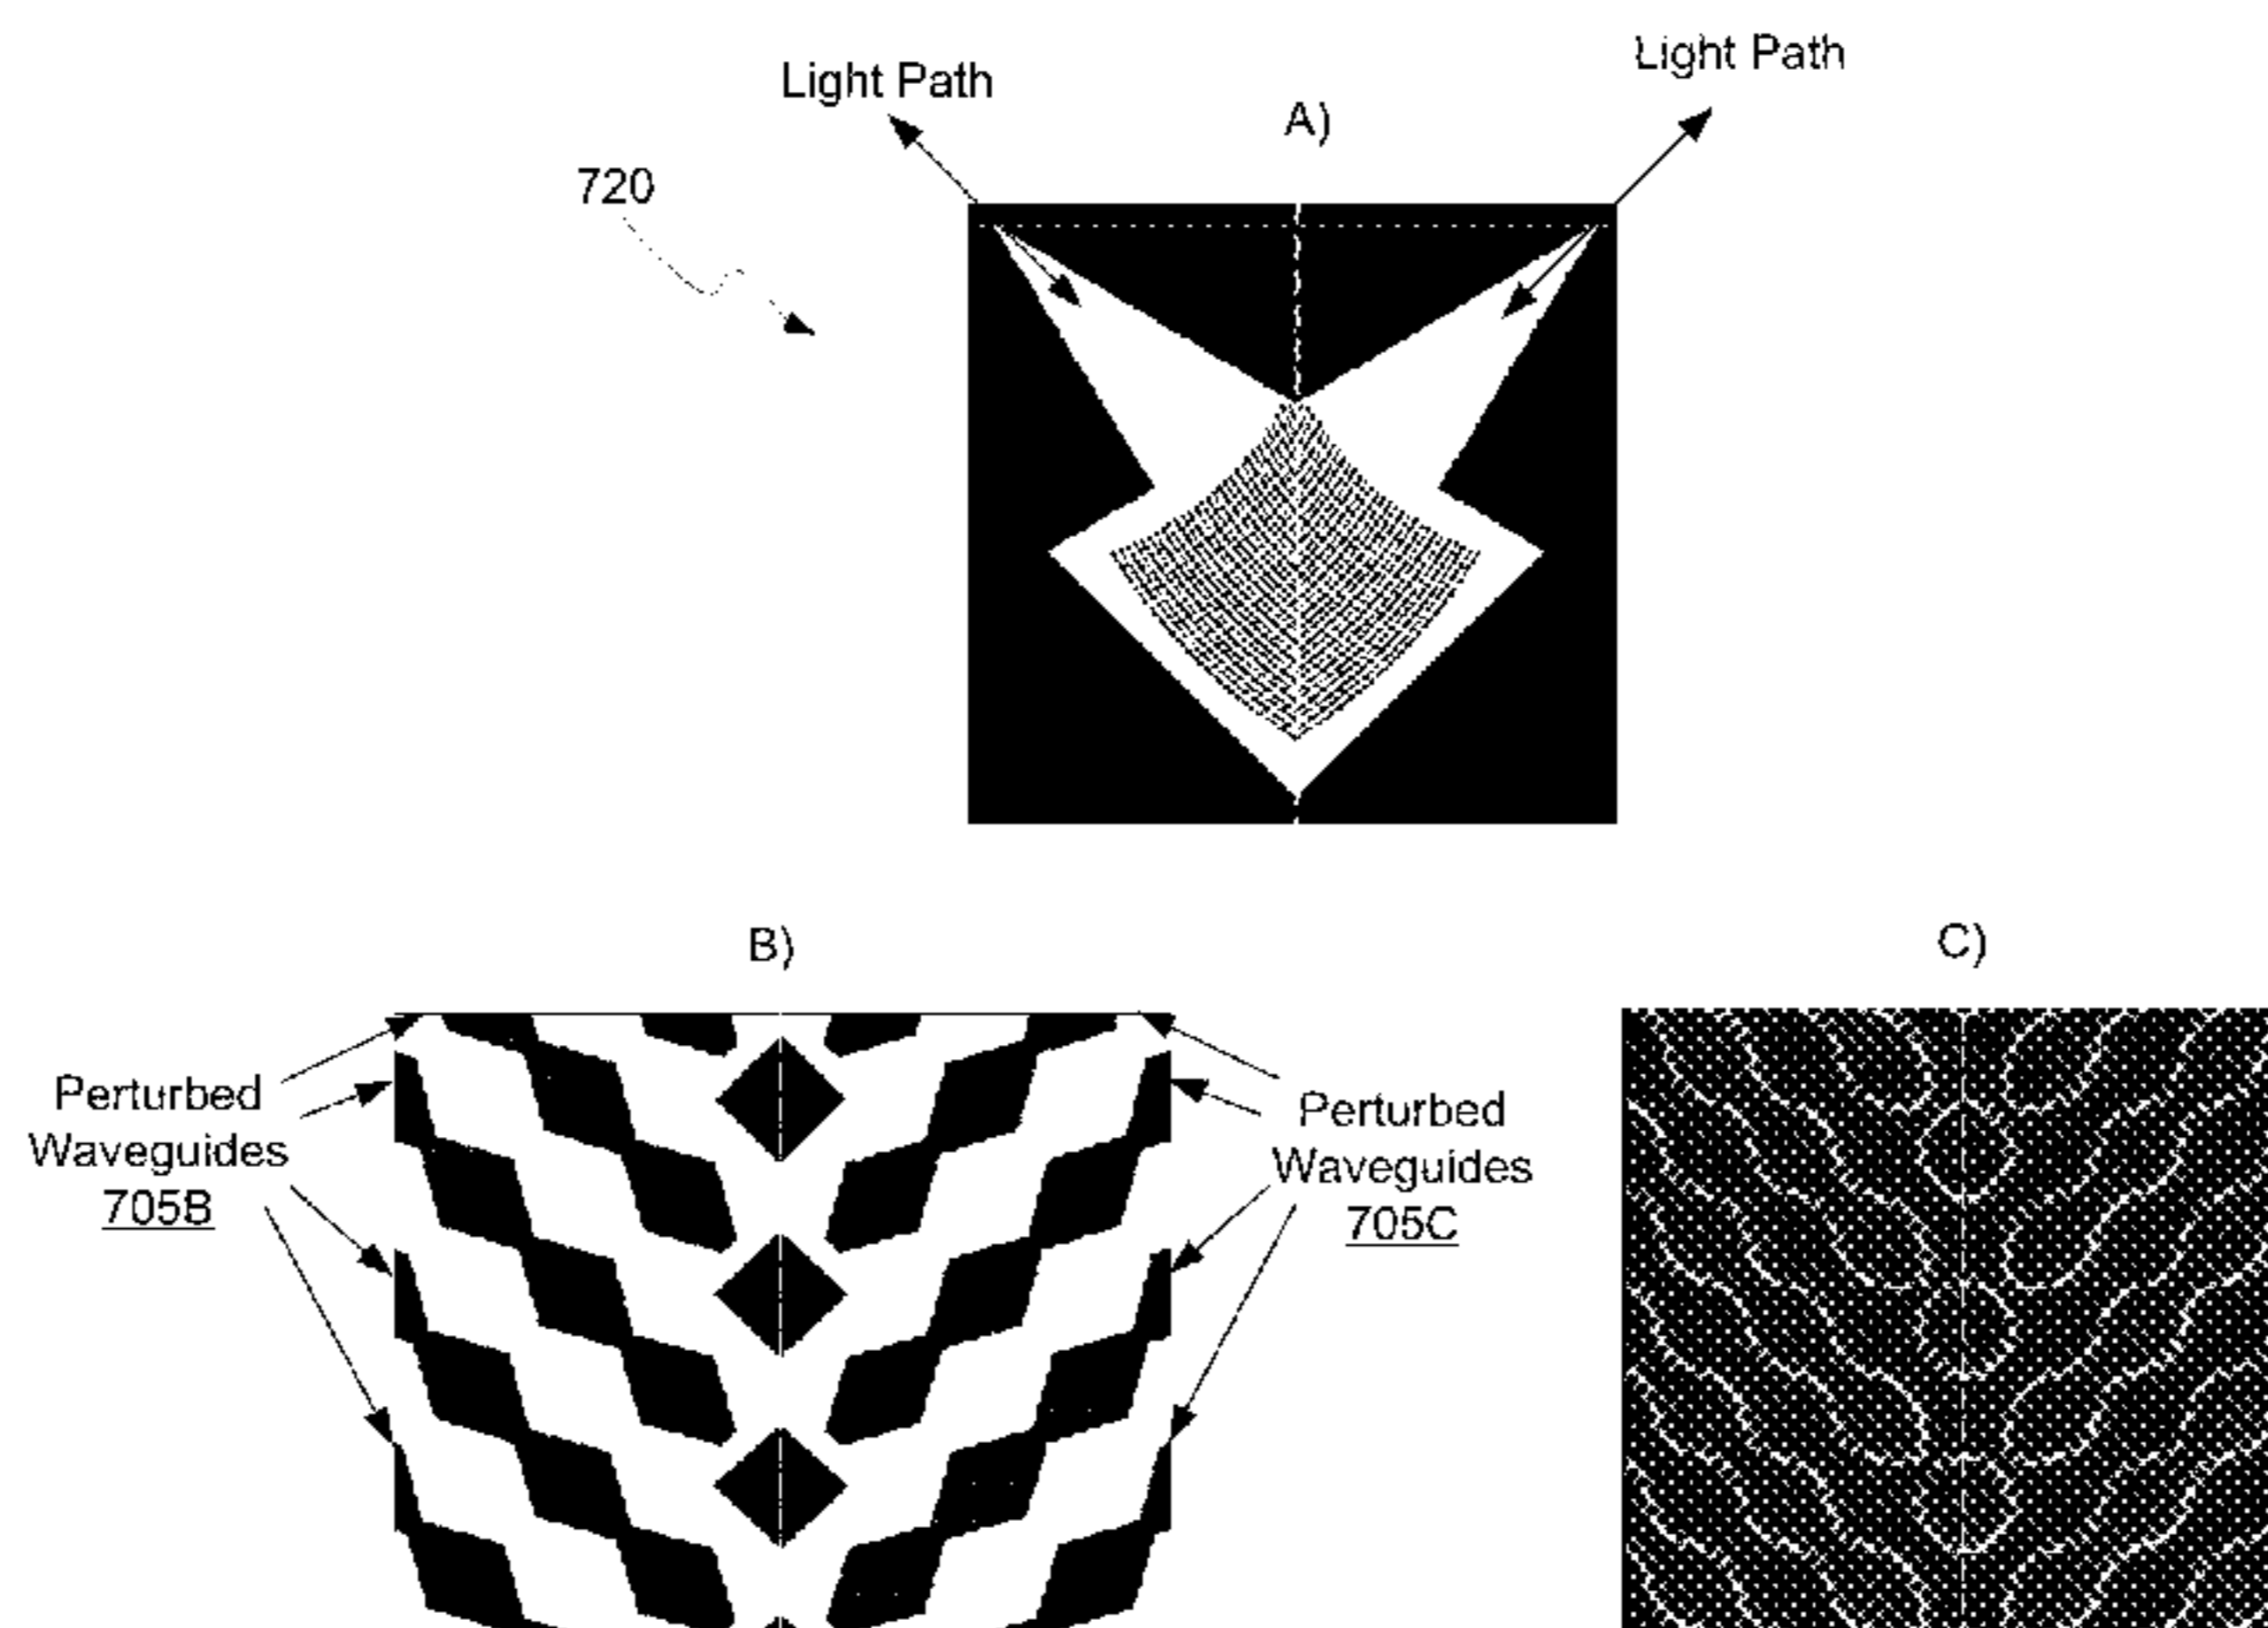 Light Path
Light Path
A)
720
B)
C)
Perturbed
Waveguides
705B
Perturbed
Waveguides
705C